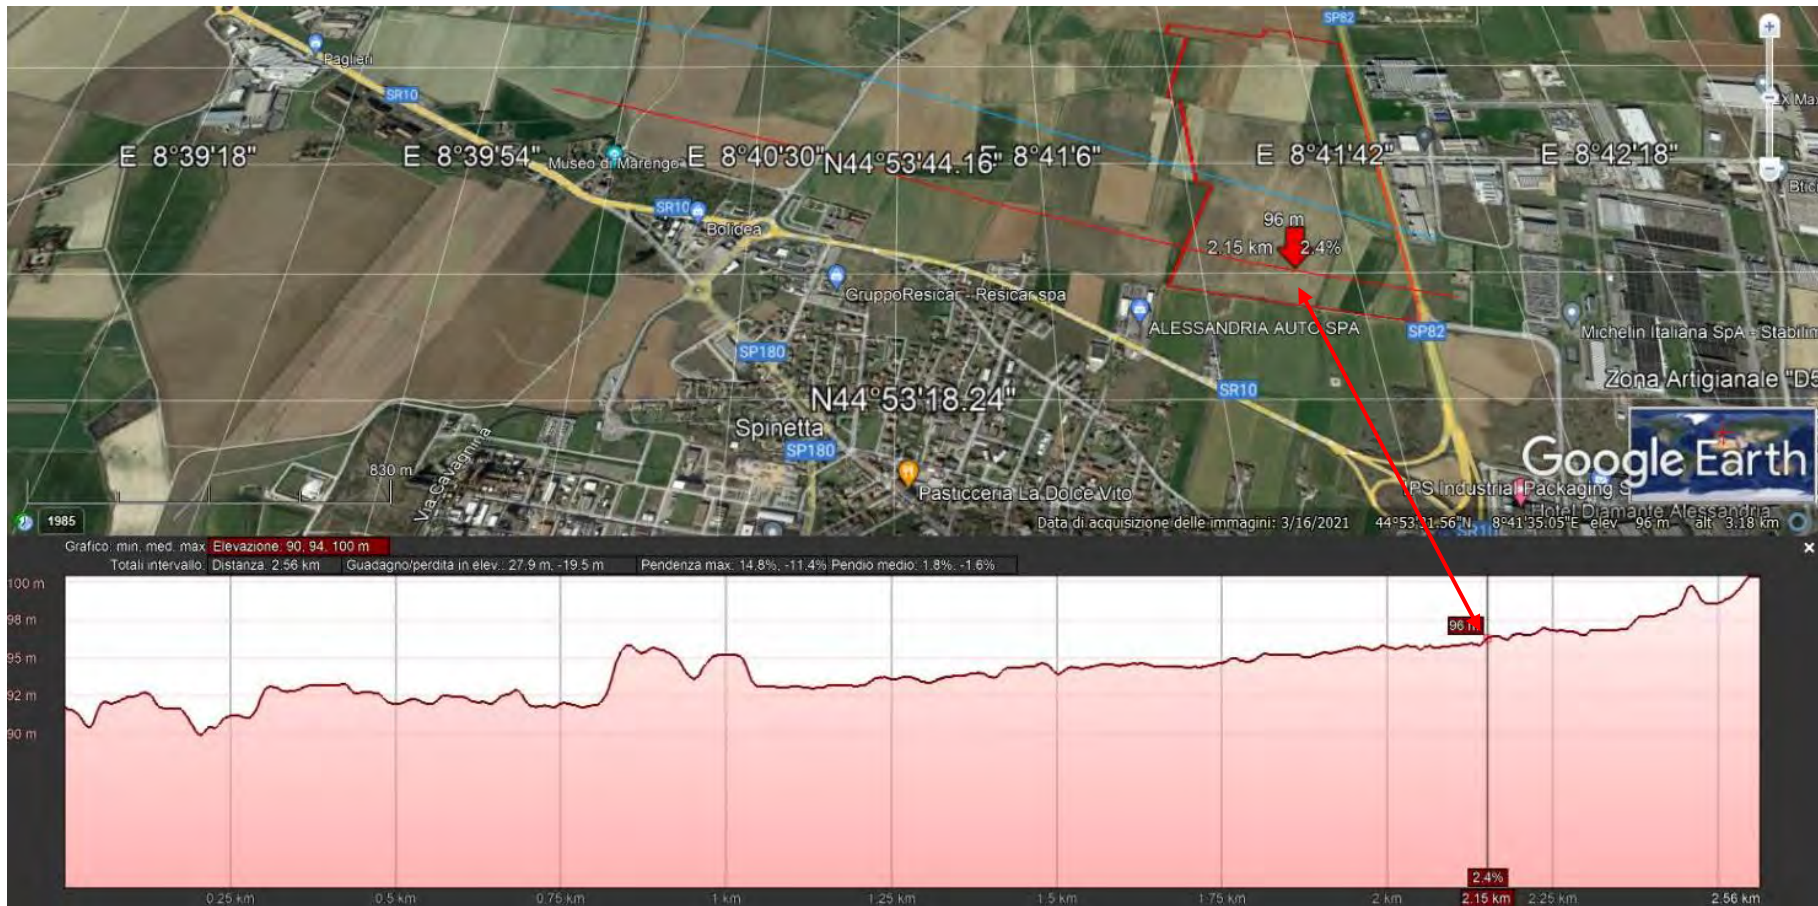 SP82
Paglieri
SR10
EX Max
E 8°39'18"
E 8°39'54"
Museo di Marengo
E 8°40'30"
N44°53'44.16"
E 8°41'6"
E 8°41'42"
E 8°42'18"
SR10
Bolidea
96 m
2.15 km
2.4%
GruppoResicar - Resicar spa
ALESSANDRIA AUTO SPA
SP82
Michelin Italiana SpA - Stabilim
SP180
SR10
Zona Artigianale "D5
N44°53'18.24"
Spinetta
SP180
Google Earth
830 m
Via Cavagnina
Pasticceria La Dolce Vito
PS Industrial Packaging S
Hotel Diamante Alessandria
1985
Data di acquisizione delle immagini: 3/16/2021
8°41'35.05"E elev 96 m alt 3.18 km
SR10
Grafico: min, med, max Elevazione: 90, 94, 100 m
Totali intervallo: Distanza: 2.56 km Guadagno/perdita in elev.: 27.9 m, -19.5 m Pendenza max: 14.8%, -11.4% Pendio medio: 1.8%, -1.6%
100 m
98 m
96 m
95 m
92 m
90 m
2.4%
0.25 km 0.5 km 0.75 km 1 km 1.25 km 1.5 km 1.75 km 2 km 2.15 km 2.25 km 2.56 km